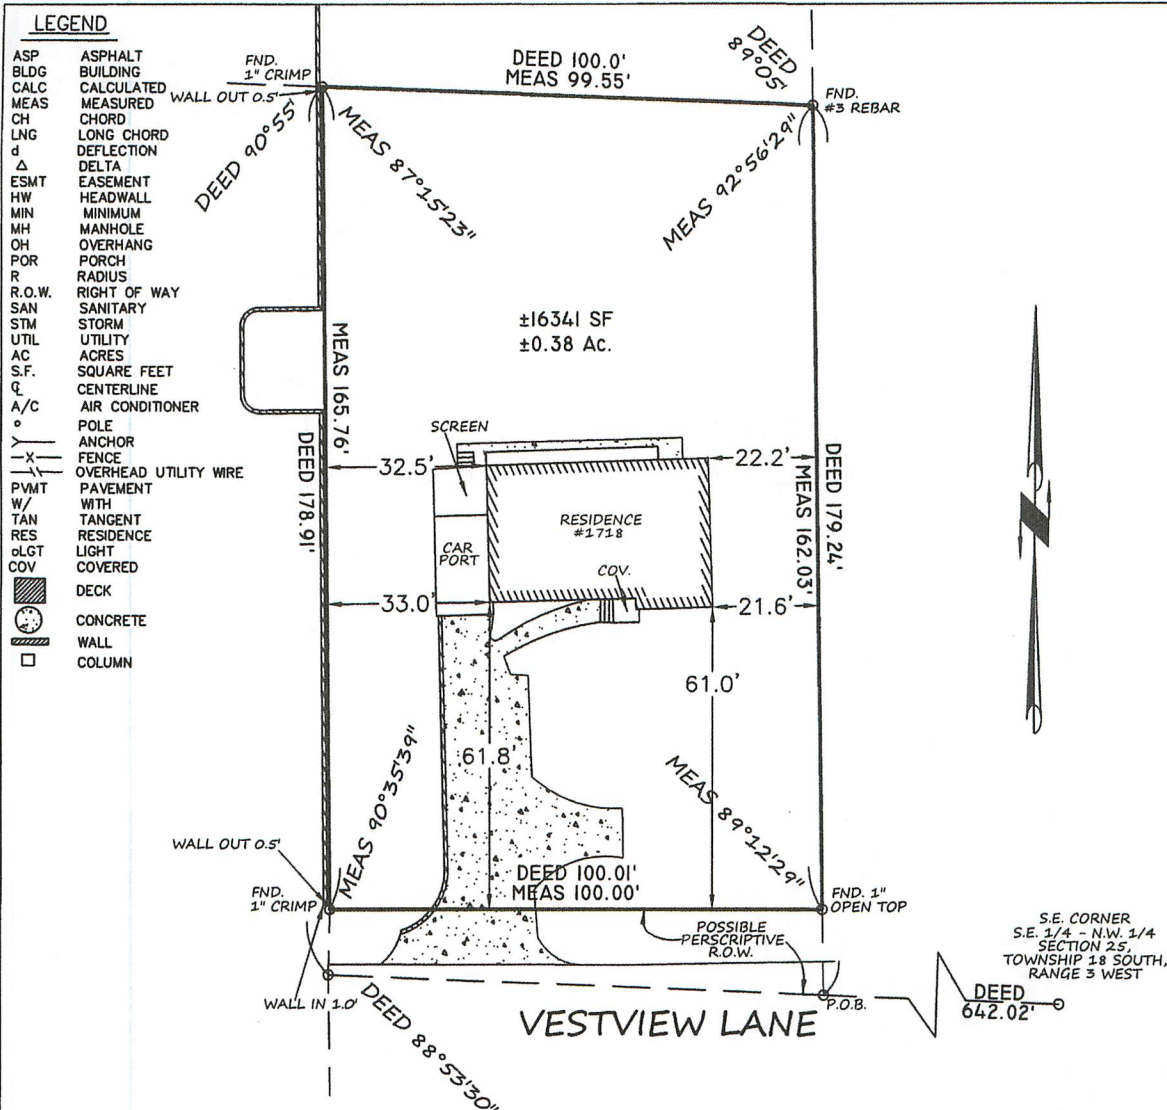 LEGEND
ASP ASPHALT
BLDG BUILDING
CALC CALCULATED
MEAS MEASURED
CH CHORD
LNG LONG CHORD
d DEFLECTION
Δ DELTA
ESMT EASEMENT
HW HEADWALL
MIN MINIMUM
MH MANHOLE
OH OVERHANG
POR PORCH
R RADIUS
R.O.W. RIGHT OF WAY
SAN SANITARY
STM STORM
UTIL UTILITY
AC ACRES
S.F. SQUARE FEET
℄ CENTERLINE
A/C AIR CONDITIONER
POLE
ANCHOR
X FENCE
OVERHEAD UTILITY WIRE
PVMT PAVEMENT
W/ WITH
TAN TANGENT
RES RESIDENCE
oLGT LIGHT
COV COVERED
DECK
CONCRETE
WALL
COLUMN
FND.
1" CRIMP
WALL OUT 0.5'
DEED 90°55'
MEAS 87°15'23"
DEED 100.0'
MEAS 99.55'
DEED
89°05'
FND.
#3 REBAR
MEAS 92°56'29"
±16341 SF
±0.38 Ac.
MEAS 165.76'
DEED 178.91'
DEED 179.24'
MEAS 162.03'
SCREEN
32.5'
22.2'
RESIDENCE
#1718
CAR
PORT
COV.
33.0'
21.6'
61.0'
61.8'
MEAS 90°35'39"
MEAS 89°12'29"
WALL OUT 0.5'
FND.
1" CRIMP
DEED 100.01'
MEAS 100.00'
FND. 1"
OPEN TOP
POSSIBLE
PERSCRIPTIVE
R.O.W.
S.E. CORNER
S.E. 1/4 - N.W. 1/4
SECTION 25,
TOWNSHIP 18 SOUTH,
RANGE 3 WEST
WALL IN 1.0'
DEED 88°53'30"
P.O.B.
DEED
642.02'
VESTVIEW LANE